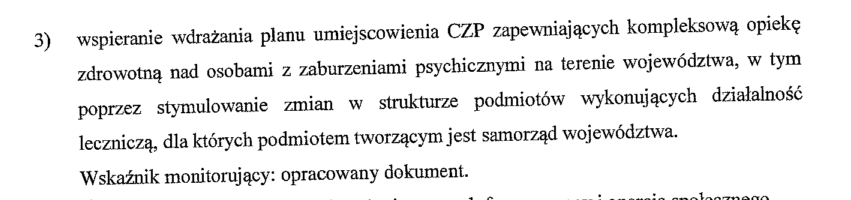 3) wspieranie wdrażania planu umiejscowienia CZP zapewniających kompleksową opiekę
zdrowotną nad osobami z zaburzeniami psychicznymi na terenie województwa, w tym
poprzez stymulowanie zmian w strukturze podmiotów wykonujących działalność
leczniczą, dla których podmiotem tworzącym jest samorząd województwa.
Wskaźnik monitorujący: opracowany dokument.
społecznego